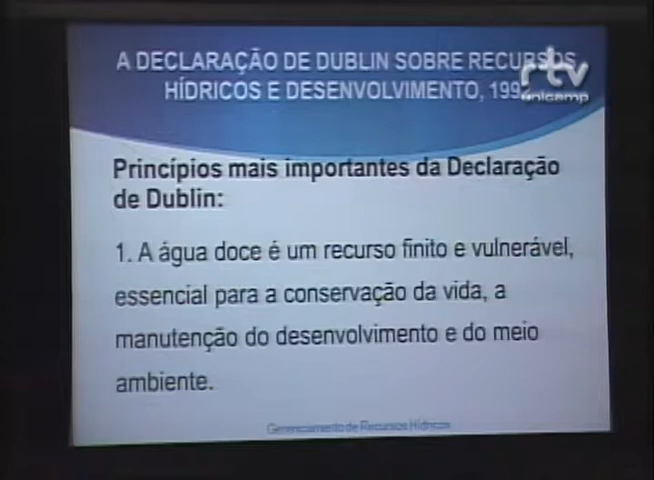 A DECLARAÇÃO DE DUBLIN SOBRE RECURSOS
HÍDRICOS E DESENVOLVIMENTO, 199
rtv
unicamp
Princípios mais importantes da Declaração
de Dublin:
1. A água doce é um recurso finito e vulnerável,
essencial para a conservação da vida, a
manutenção do desenvolvimento e do meio
ambiente.
Gerenciamento de Recursos Hídricos